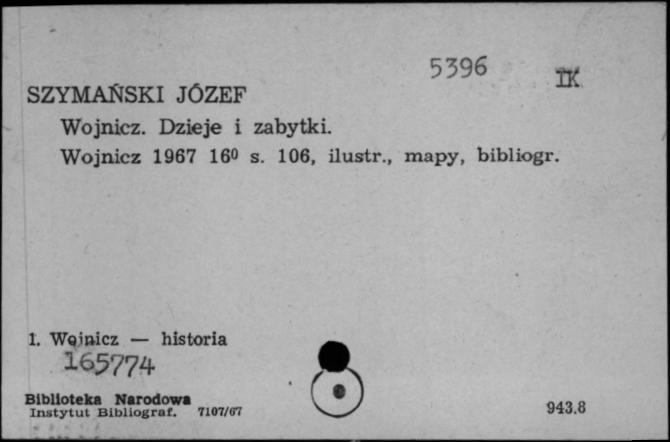 5396
IK
SZYMAŃSKI JÓZEF
Wojnicz. Dzieje i zabytki.
Wojnicz 1967 16⁰ s. 106, ilustr., mapy, bibliogr.
1. Wojnicz — historia
165774
Biblioteka Narodowa
Instytut Bibliograf. 7107/67
943.8